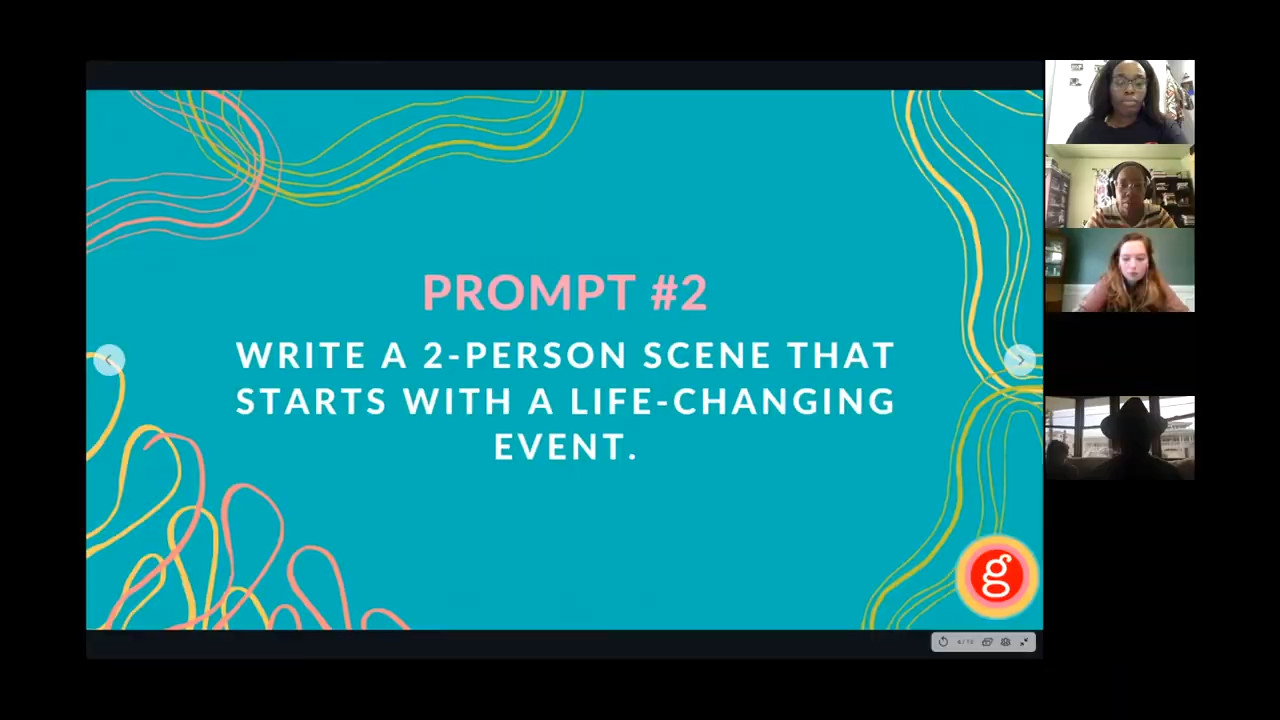 PROMPT #2
WRITE A 2-PERSON SCENE THAT
STARTS WITH A LIFE-CHANGING
EVENT.
g